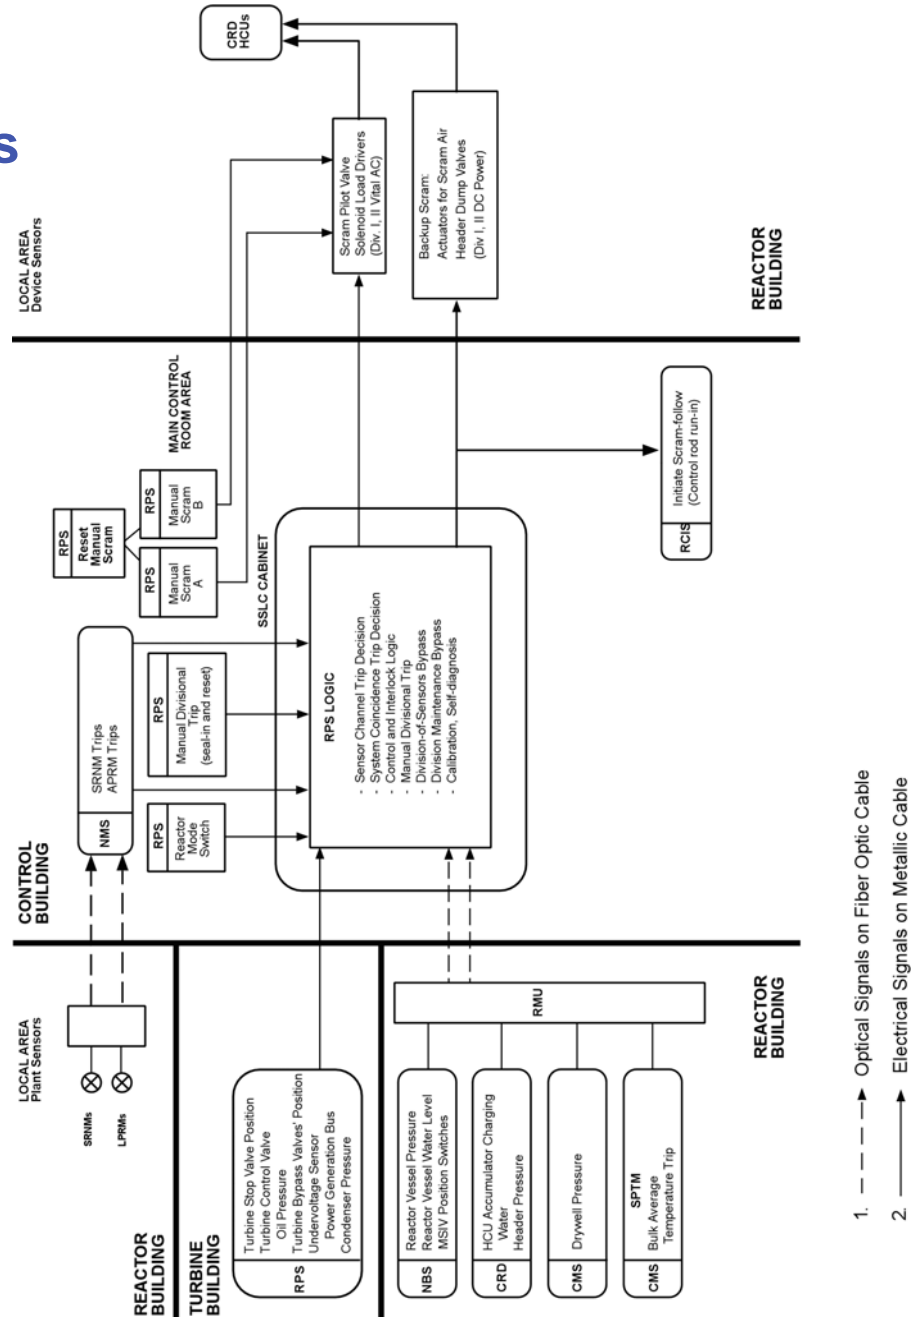 s
LOCAL AREA
Plant Sensors
CONTROL
BUILDING
LOCAL AREA
Device Sensors
SRNMs
LPRMs
REACTOR
BUILDING
NMS
SRNM Trips
APRM Trips
RPS
Reset
Manual
Scram
RPS
Manual
Scram
A
RPS
Manual
Scram
B
MAIN CONTROL
ROOM AREA
CRD
HCUs
RPS
Reactor
Mode
Switch
RPS
Manual Divisional
Trip
(seal-in and reset)
TURBINE
BUILDING
RPS
Turbine Stop Valve Position
Turbine Control Valve
Oil Pressure
Turbine Bypass Valves' Position
Undervoltage Sensor
Power Generation Bus
Condenser Pressure
SSLC CABINET
RPS LOGIC
- Sensor Channel Trip Decision
- System Coincidence Trip Decision
- Control and Interlock Logic
- Manual Divisional Trip
- Division-of-Sensors Bypass
- Division Maintenance Bypass
- Calibration, Self-diagnosis
Scram Pilot Valve
Solenoid Load Drivers
(Div. I, II Vital AC)
Backup Scram:
Actuators for Scram Air
Header Dump Valves
(Div I, II DC Power)
NBS
Reactor Vessel Pressure
Reactor Vessel Water Level
MSIV Position Switches
CRD
HCU Accumulator Charging
Water
Header Pressure
CMS
Drywell Pressure
CMS
SPTM
Bulk Average
Temperature Trip
RMU
RCIS
Initiate Scram-follow
(Control rod run-in)
REACTOR
BUILDING
REACTOR
BUILDING
1. Optical Signals on Fiber Optic Cable
2. Electrical Signals on Metallic Cable